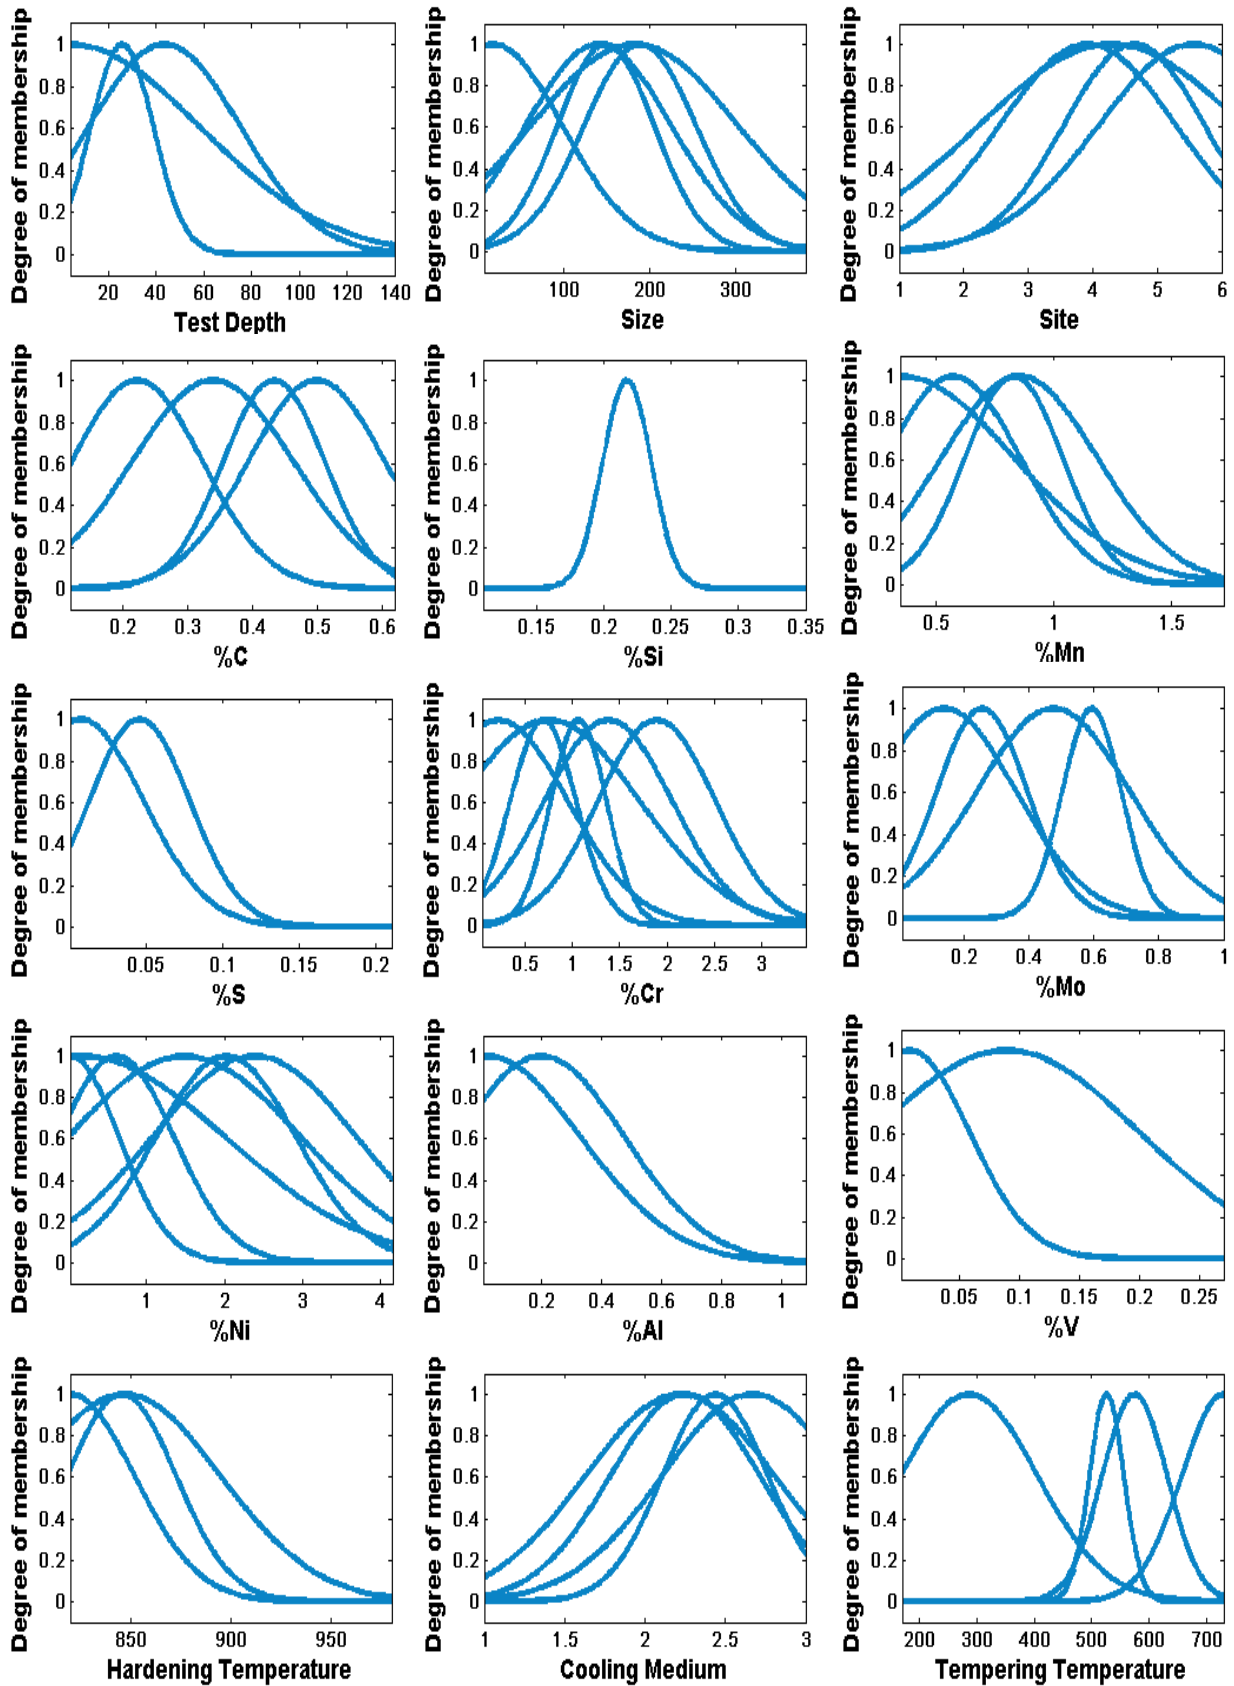 Degree of membership
1
0.8
0.6
0.4
0.2
0
20 40 60 80 100 120 140
Test Depth
Degree of membership
1
0.8
0.6
0.4
0.2
0
100 200 300
Size
Degree of membership
1
0.8
0.6
0.4
0.2
0
1 2 3 4 5 6
Site
Degree of membership
1
0.8
0.6
0.4
0.2
0
0.2 0.3 0.4 0.5 0.6
%C
Degree of membership
1
0.8
0.6
0.4
0.2
0
0.15 0.2 0.25 0.3 0.35
%Si
Degree of membership
1
0.8
0.6
0.4
0.2
0
0.5 1 1.5
%Mn
Degree of membership
1
0.8
0.6
0.4
0.2
0
0.05 0.1 0.15 0.2
%S
Degree of membership
1
0.8
0.6
0.4
0.2
0
0.5 1 1.5 2 2.5 3
%Cr
Degree of membership
1
0.8
0.6
0.4
0.2
0
0.2 0.4 0.6 0.8 1
%Mo
Degree of membership
1
0.8
0.6
0.4
0.2
0
1 2 3 4
%Ni
Degree of membership
1
0.8
0.6
0.4
0.2
0
0.2 0.4 0.6 0.8 1
%Al
Degree of membership
1
0.8
0.6
0.4
0.2
0
0.05 0.1 0.15 0.2 0.25
%V
Degree of membership
1
0.8
0.6
0.4
0.2
0
850 900 950
Hardening Temperature
Degree of membership
1
0.8
0.6
0.4
0.2
0
1 1.5 2 2.5 3
Cooling Medium
Degree of membership
1
0.8
0.6
0.4
0.2
0
200 300 400 500 600 700
Tempering Temperature